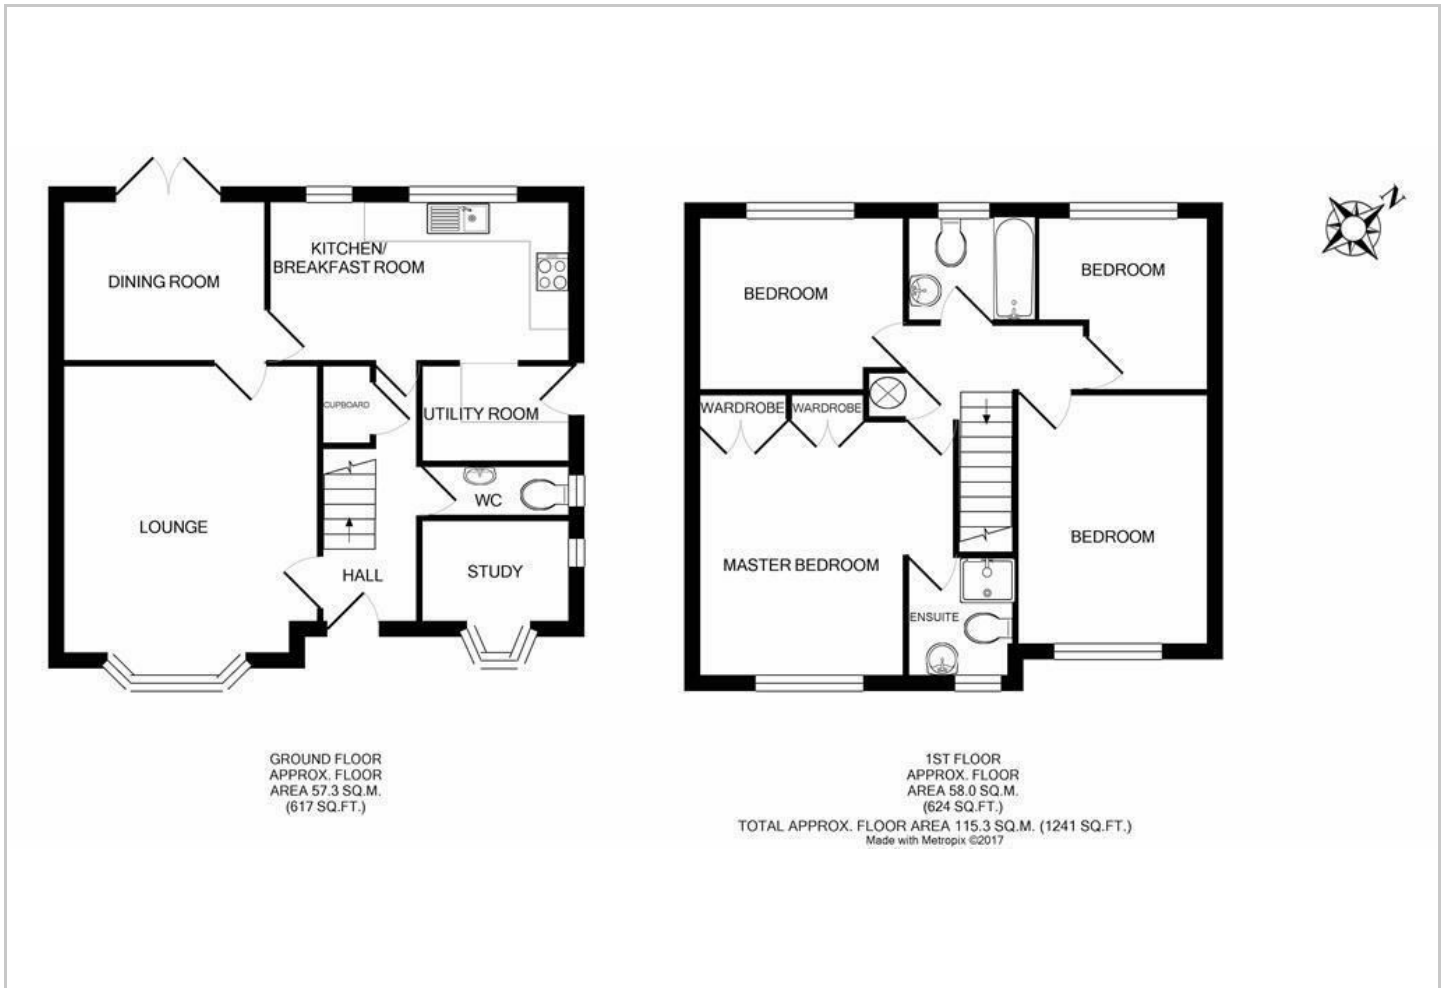 DINING ROOM
KITCHEN/
BREAKFAST ROOM
CUPBOARD
UTILITY ROOM
LOUNGE
WC
HALL
STUDY
GROUND FLOOR
APPROX. FLOOR
AREA 57.3 SQ.M.
(617 SQ.FT.)
BEDROOM
BEDROOM
WARDROBE
WARDROBE
MASTER BEDROOM
BEDROOM
ENSUITE
N
1ST FLOOR
APPROX. FLOOR
AREA 58.0 SQ.M.
(624 SQ.FT.)
TOTAL APPROX. FLOOR AREA 115.3 SQ.M. (1241 SQ.FT.)
Made with Metropix ©2017